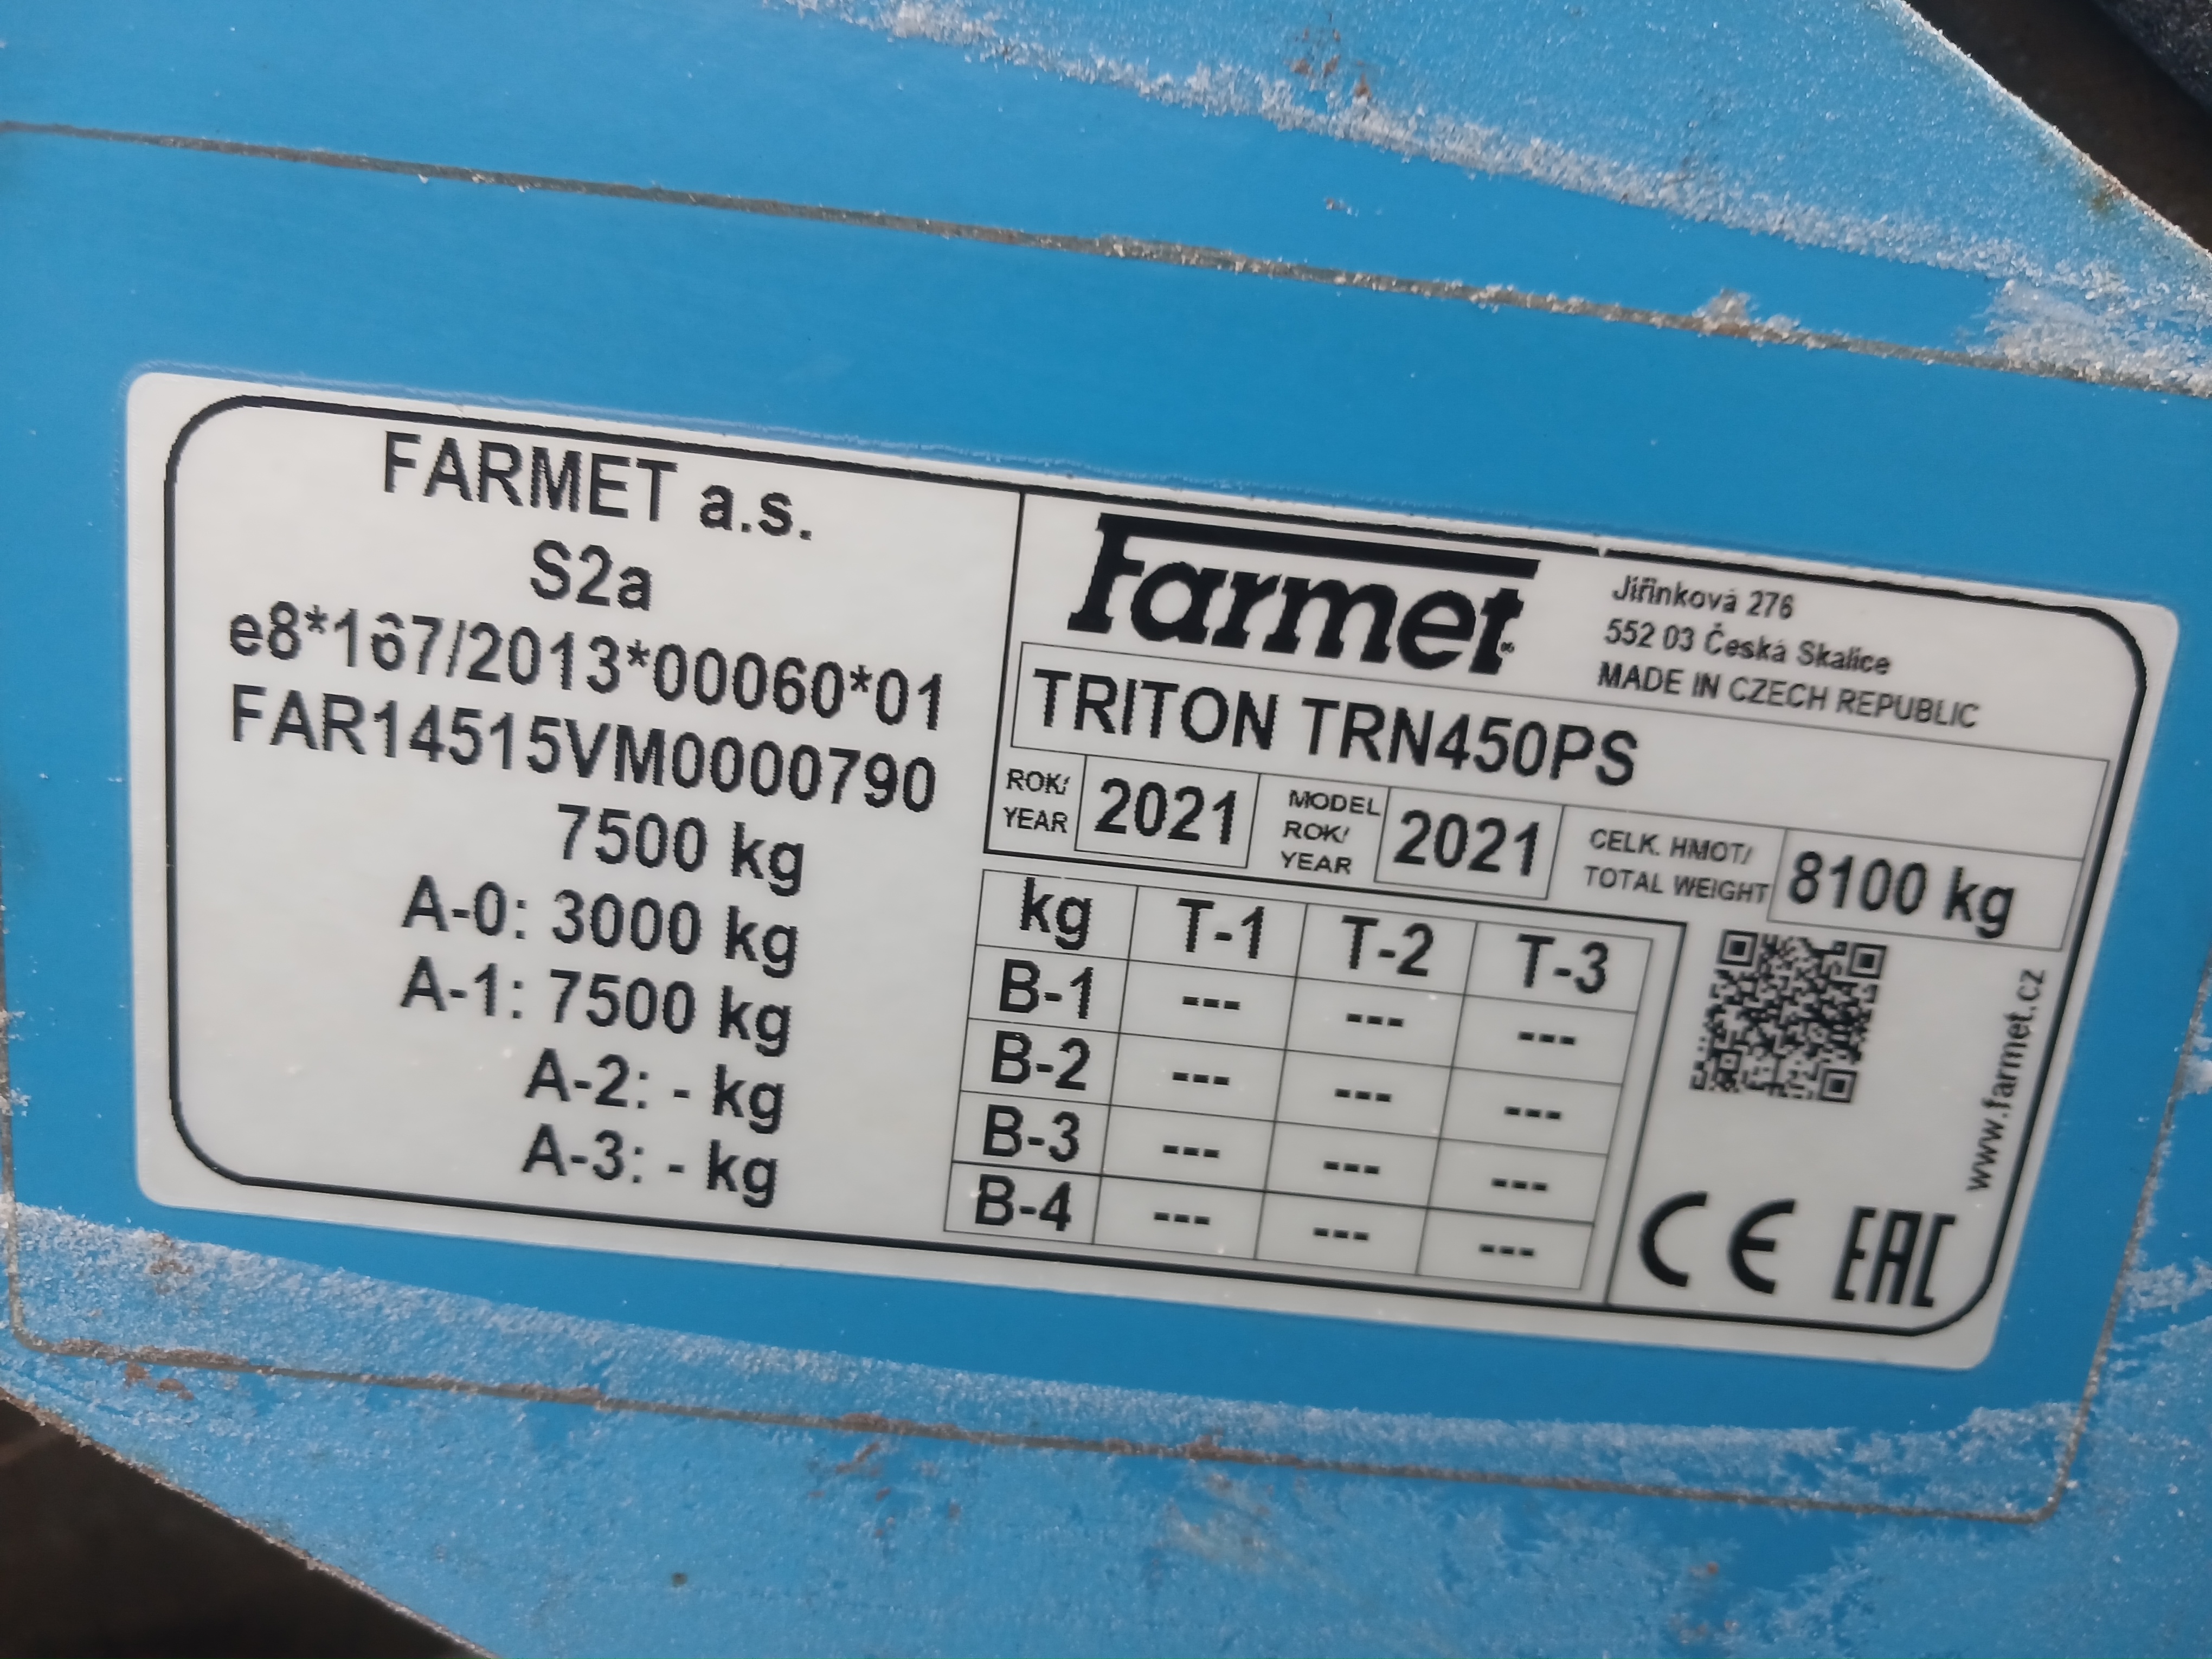 FARMET a.s.
S2a
e8*167/2013*00060*01
FAR14515VM0000790
7500 kg
A-0: 3000 kg
A-1: 7500 kg
A-2: - kg
A-3: - kg
Farmet
Jiřinková 276
552 03 Česká Skalice
MADE IN CZECH REPUBLIC
TRITON TRN450PS
ROK/
YEAR
2021
MODEL
ROK/
YEAR
2021
CELK. HMOT/
TOTAL WEIGHT
8100 kg
kg T-1 T-2 T-3
B-1 --- --- ---
B-2 --- --- ---
B-3 --- --- ---
B-4 --- --- ---
www.farmet.cz
CE EAC